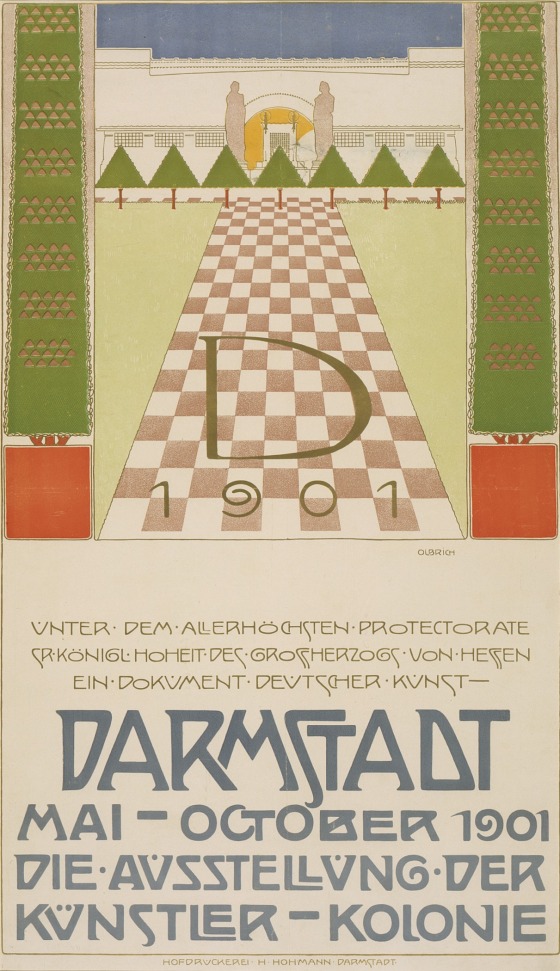 D
1901
OLBRICH
UNTER · DEM · ALLERHÖCHSTEN · PROTECTORATE
SR · KÖNIGL · HOHEIT · DES · GROSSHERZOGS · VON · HESSEN
EIN · DOKUMENT · DEUTSCHER · KUNST —
DARMSTADT
MAI — OCTOBER 1901
DIE · AUSSTELLUNG · DER
KÜNSTLER — KOLONIE
HOFDRUCKEREI · H · HOHMANN · DARMSTADT ·